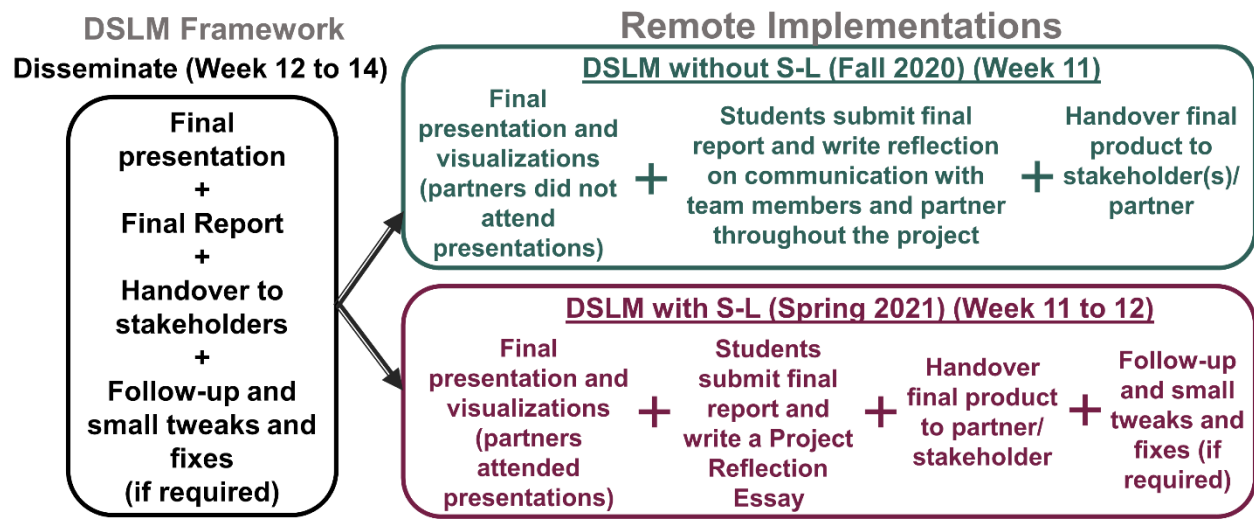 DSLM Framework
Disseminate (Week 12 to 14)
Final
presentation
+
Final Report
+
Handover to
stakeholders
+
Follow-up and
small tweaks and
fixes
(if required)
Remote Implementations
DSLM without S-L (Fall 2020) (Week 11)
Final
presentation and
visualizations
(partners did not
attend
presentations)
+
Students submit final
report and write reflection
on communication with
team members and partner
throughout the project
+
Handover final
product to
stakeholder(s)/
partner
DSLM with S-L (Spring 2021) (Week 11 to 12)
Final
presentation and
visualizations
(partners
attended
presentations)
+
Students
submit final
report and
write a Project
Reflection
Essay
+
Handover
final product
to partner/
stakeholder
+
Follow-up
and small
tweaks and
fixes (if
required)